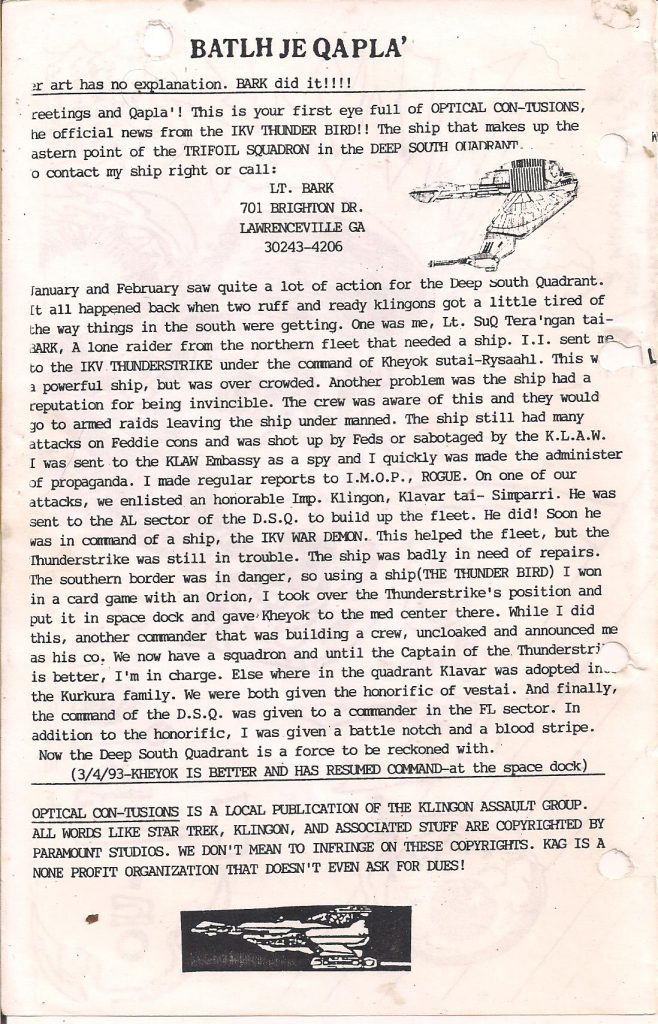 BATLH JE QAPLA'
er art has no explanation. BARK did it!!!!
reetings and Qapla'! This is your first eye full of OPTICAL CON-TUSIONS,
he official news from the IKV THUNDER BIRD!! The ship that makes up the
astern point of the TRIFOIL SQUADRON in the DEEP SOUTH QUADRANT.
o contact my ship right or call:
LT. BARK
701 BRIGHTON DR.
LAWRENCEVILLE GA
30243-4206
January and February saw quite a lot of action for the Deep South Quadrant.
It all happened back when two ruff and ready klingons got a little tired of
the way things in the south were getting. One was me, Lt. SuQ Tera'ngan tai-
BARK, A lone raider from the northern fleet that needed a ship. I.I. sent me
to the IKV THUNDERSTRIKE under the command of Kheyok sutai-Rysaahl. This w
a powerful ship, but was over crowded. Another problem was the ship had a
reputation for being invincible. The crew was aware of this and they would
go to armed raids leaving the ship under manned. The ship still had many
attacks on Feddie cons and was shot up by Feds or sabotaged by the K.L.A.W.
I was sent to the KLAW Embassy as a spy and I quickly was made the administer
of propaganda. I made regular reports to I.M.O.P., ROGUE. On one of our
attacks, we enlisted an honorable Imp. Klingon, Klavar tai- Simparri. He was
sent to the AL sector of the D.S.Q. to build up the fleet. He did! Soon he
was in command of a ship, the IKV WAR DEMON. This helped the fleet, but the
Thunderstrike was still in trouble. The ship was badly in need of repairs.
The southern border was in danger, so using a ship(THE THUNDER BIRD) I won
in a card game with an Orion, I took over the Thunderstrike's position and
put it in space dock and gave Kheyok to the med center there. While I did
this, another commander that was building a crew, uncloaked and announced me
as his co. We now have a squadron and until the Captain of the Thunderstri
is better, I'm in charge. Else where in the quadrant Klavar was adopted in
the Kurkura family. We were both given the honorific of vestai. And finally,
the command of the D.S.Q. was given to a commander in the FL sector. In
addition to the honorific, I was given a battle notch and a blood stripe.
Now the Deep South Quadrant is a force to be reckoned with.
(3/4/93-KHEYOK IS BETTER AND HAS RESUMED COMMAND-at the space dock)
OPTICAL CON-TUSIONS IS A LOCAL PUBLICATION OF THE KLINGON ASSAULT GROUP.
ALL WORDS LIKE STAR TREK, KLINGON, AND ASSOCIATED STUFF ARE COPYRIGHTED BY
PARAMOUNT STUDIOS. WE DON'T MEAN TO INFRINGE ON THESE COPYRIGHTS. KAG IS A
NONE PROFIT ORGANIZATION THAT DOESN'T EVEN ASK FOR DUES!